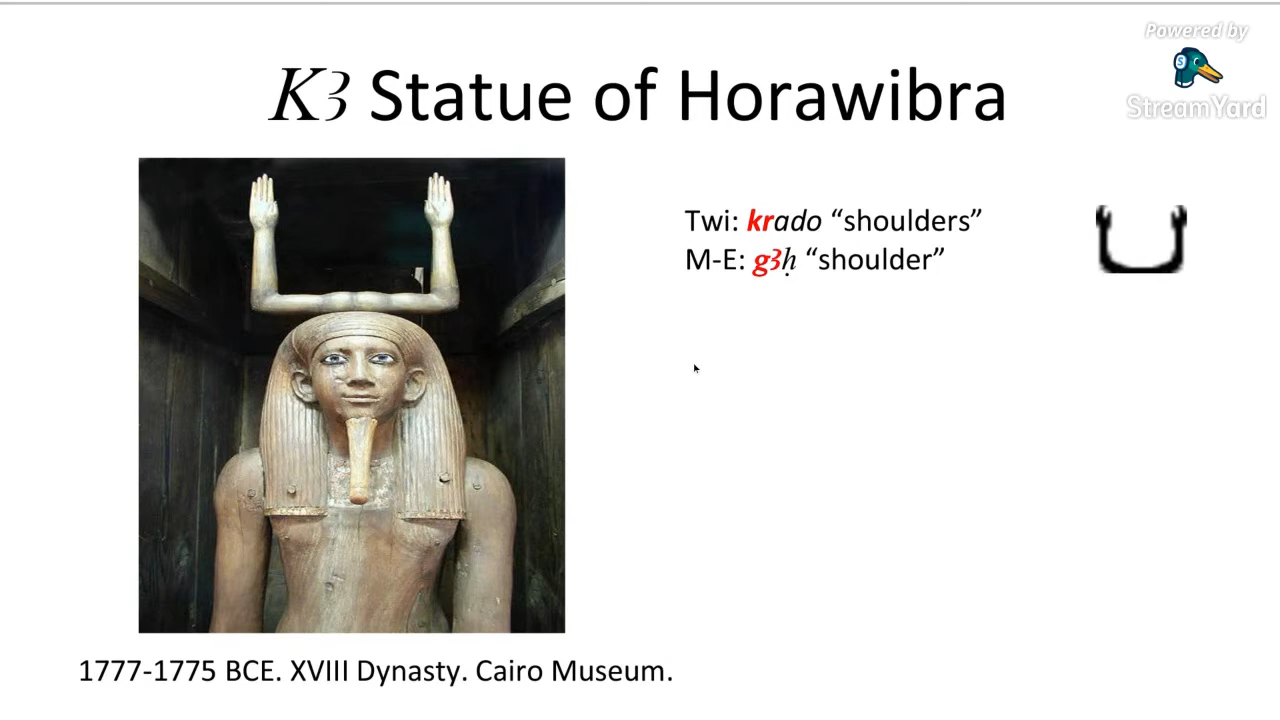 Powered by
StreamYard
K3 Statue of Horawibra
Twi: krado “shoulders”
M-E: g3ḥ “shoulder”
1777-1775 BCE. XVIII Dynasty. Cairo Museum.